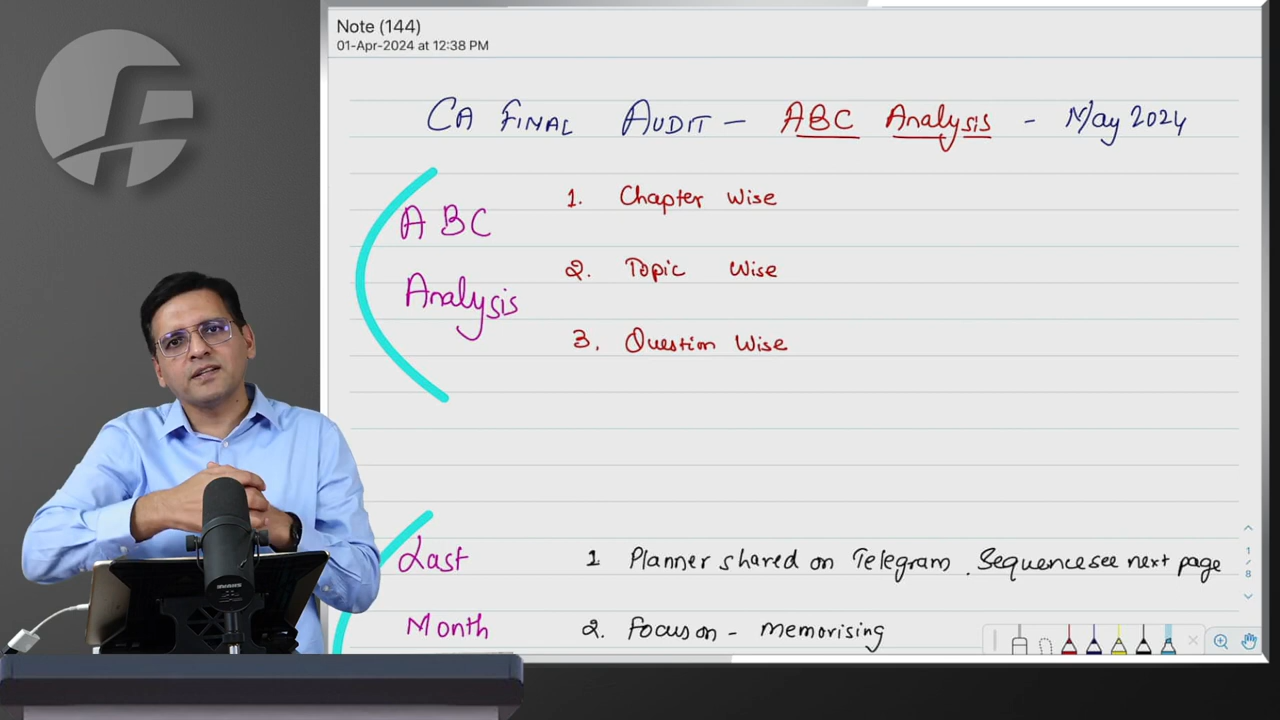 Note (144)
01-Apr-2024 at 12:38 PM
CA FINAL AUDIT - ABC Analysis - May 2024
ABC
Analysis
1. Chapter Wise
2. Topic Wise
3. Question Wise
Last
Month
1 Planner shared on Telegram. Sequence see next page
2. Focus on - memorising
1
/
8